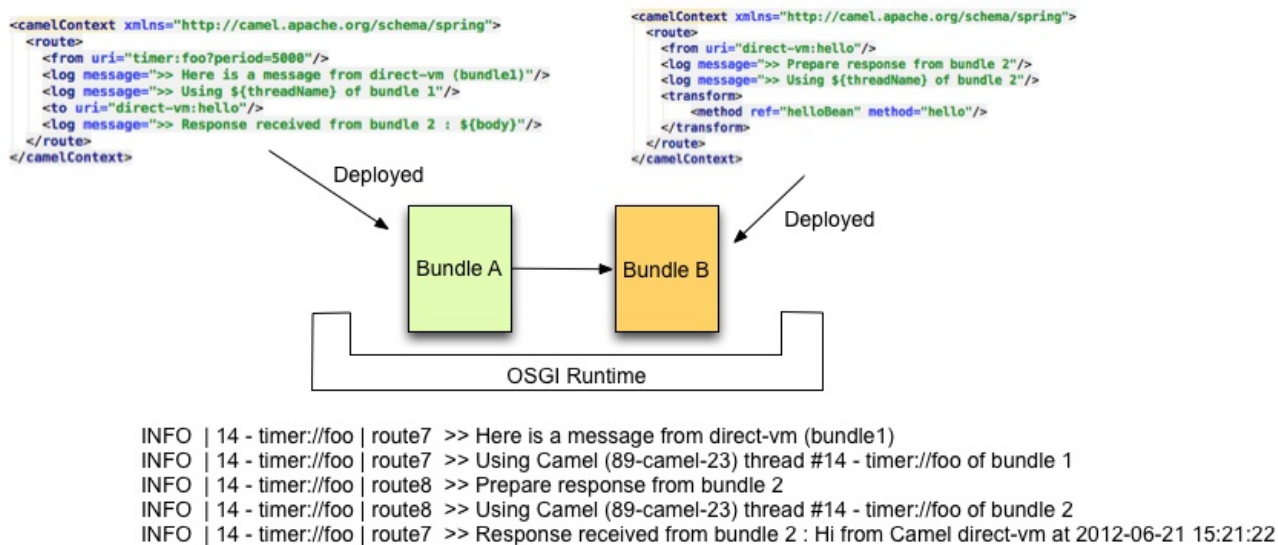 <camelContext xmlns="http://camel.apache.org/schema/spring">
<route>
<from uri="timer:foo?period=5000"/>
<log message=">> Here is a message from direct-vm (bundle1)"/>
<log message=">> Using ${threadName} of bundle 1"/>
<to uri="direct-vm:hello"/>
<log message=">> Response received from bundle 2 : ${body}"/>
</route>
</camelContext>
<camelContext xmlns="http://camel.apache.org/schema/spring">
<route>
<from uri="direct-vm:hello"/>
<log message=">> Prepare response from bundle 2"/>
<log message=">> Using ${threadName} of bundle 2"/>
<transform>
<method ref="helloBean" method="hello"/>
</transform>
</route>
</camelContext>
Deployed
Deployed
Bundle A
Bundle B
OSGI Runtime
INFO | 14 - timer://foo | route7 >> Here is a message from direct-vm (bundle1)
INFO | 14 - timer://foo | route7 >> Using Camel (89-camel-23) thread #14 - timer://foo of bundle 1
INFO | 14 - timer://foo | route8 >> Prepare response from bundle 2
INFO | 14 - timer://foo | route8 >> Using Camel (89-camel-23) thread #14 - timer://foo of bundle 2
INFO | 14 - timer://foo | route7 >> Response received from bundle 2 : Hi from Camel direct-vm at 2012-06-21 15:21:22